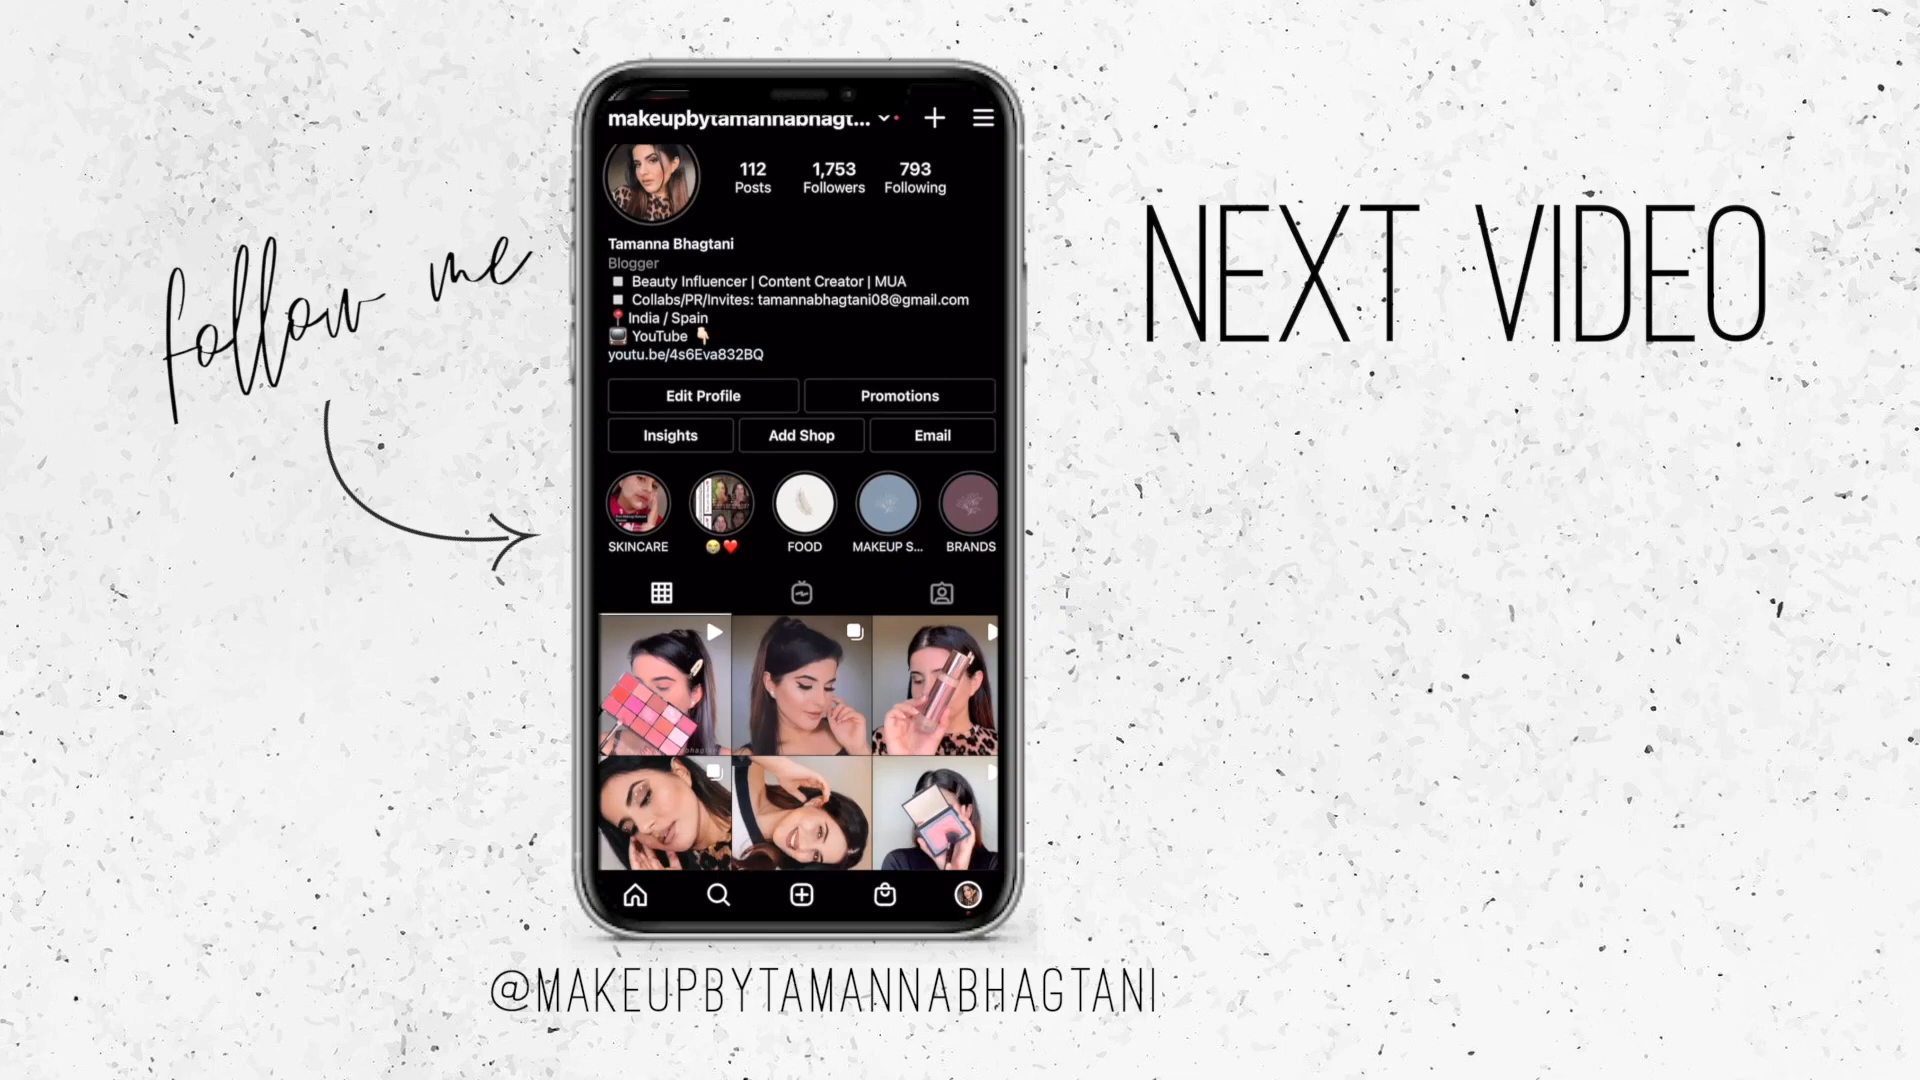 follow me
makeupbytamannabhagt...
112
Posts
1,753
Followers
793
Following
Tamanna Bhagtani
Blogger
Beauty Influencer | Content Creator | MUA
Collabs/PR/Invites: tamannabhagtani08@gmail.com
📍India / Spain
📺 YouTube 👇🏻
youtu.be/4s6Eva832BQ
Edit Profile
Promotions
Insights
Add Shop
Email
SKINCARE
😭❤️
FOOD
MAKEUP S...
BRANDS
NEXT VIDEO
@MAKEUPBYTAMANNABHAGTANI